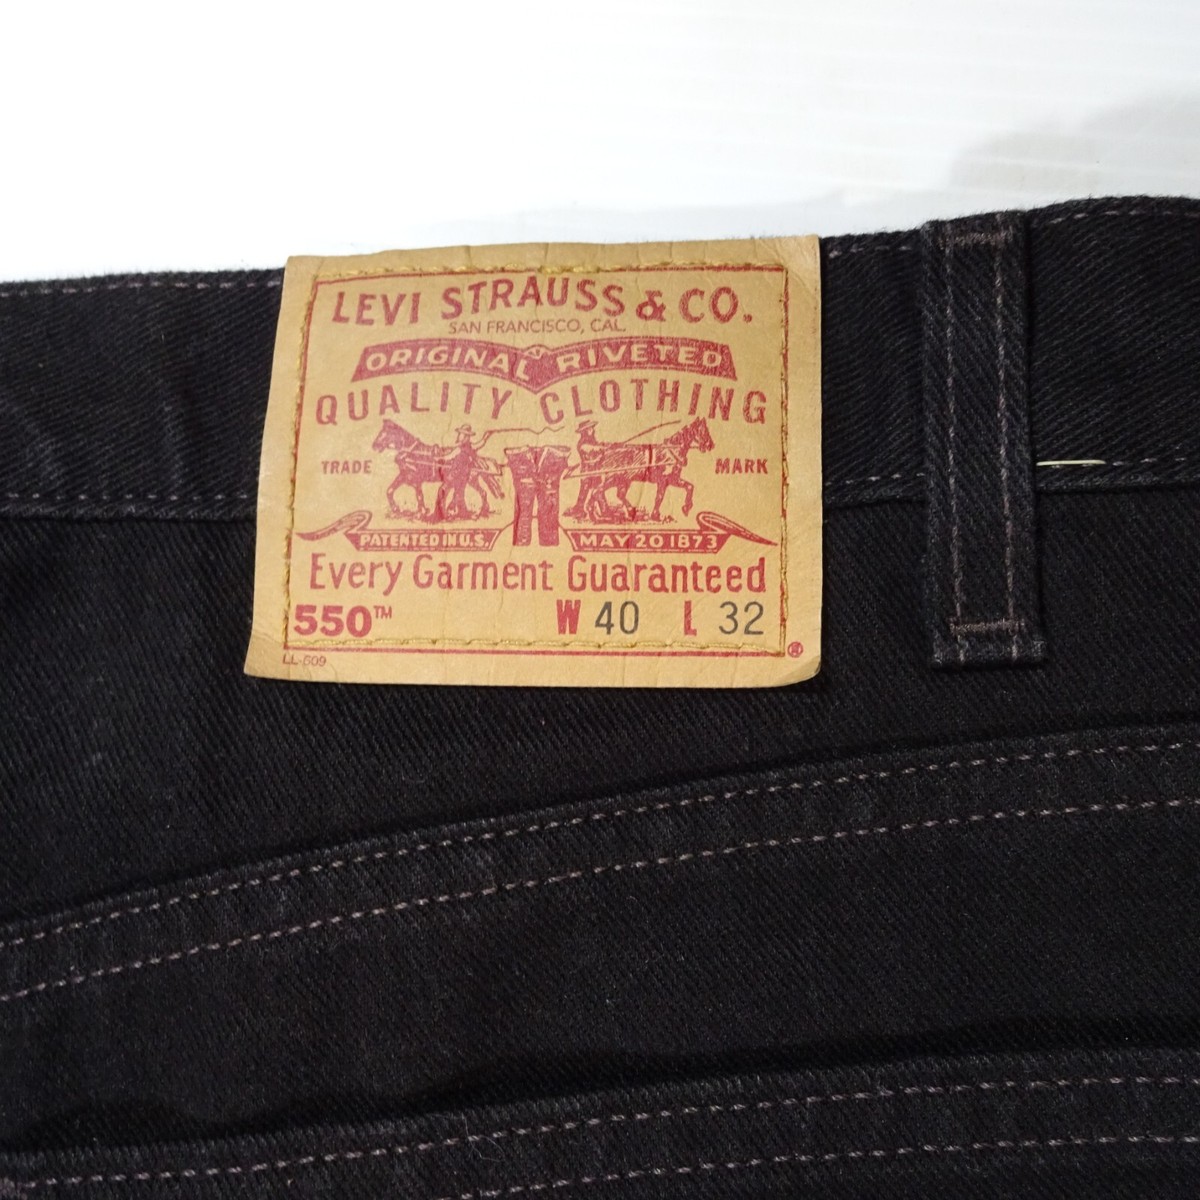 LEVI STRAUSS & CO.
SAN FRANCISCO, CAL.
ORIGINAL RIVETED
QUALITY CLOTHING
TRADE MARK
PATENTED IN U.S. MAY 20 1873
Every Garment Guaranteed
550™ W 40 L 32
LL-509 ®